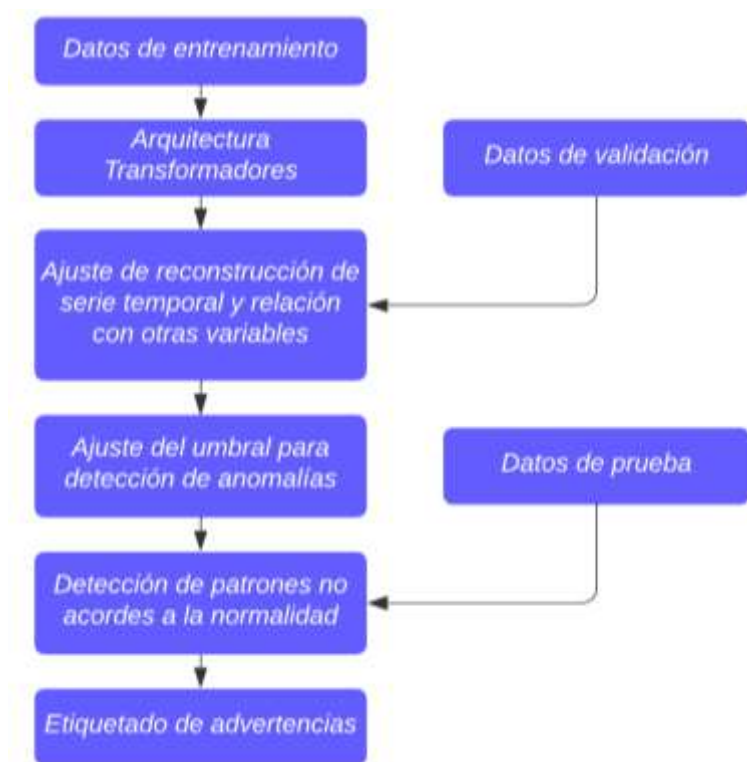 Datos de entrenamiento
Arquitectura
Transformadores
Datos de validación
Ajuste de reconstrucción de
serie temporal y relación
con otras variables
Ajuste del umbral para
detección de anomalías
Datos de prueba
Detección de patrones no
acordes a la normalidad
Etiquetado de advertencias